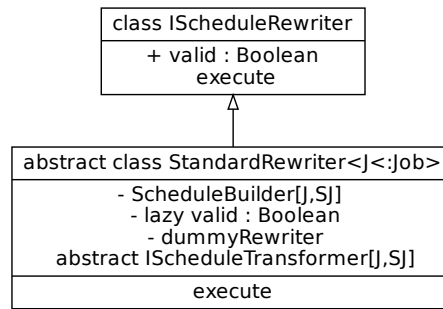 class IScheduleRewriter
+ valid : Boolean
execute
abstract class StandardRewriter<J<:Job>
- ScheduleBuilder[J,SJ]
- lazy valid : Boolean
- dummyRewriter
abstract IScheduleTransformer[J,SJ]
execute